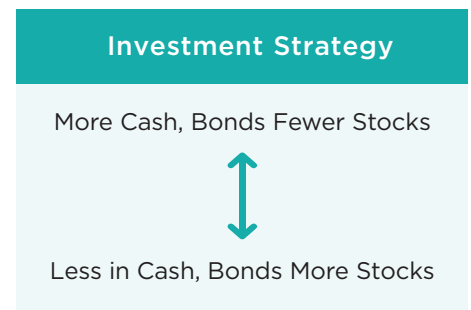 Investment Strategy
More Cash, Bonds Fewer Stocks
Less in Cash, Bonds More Stocks